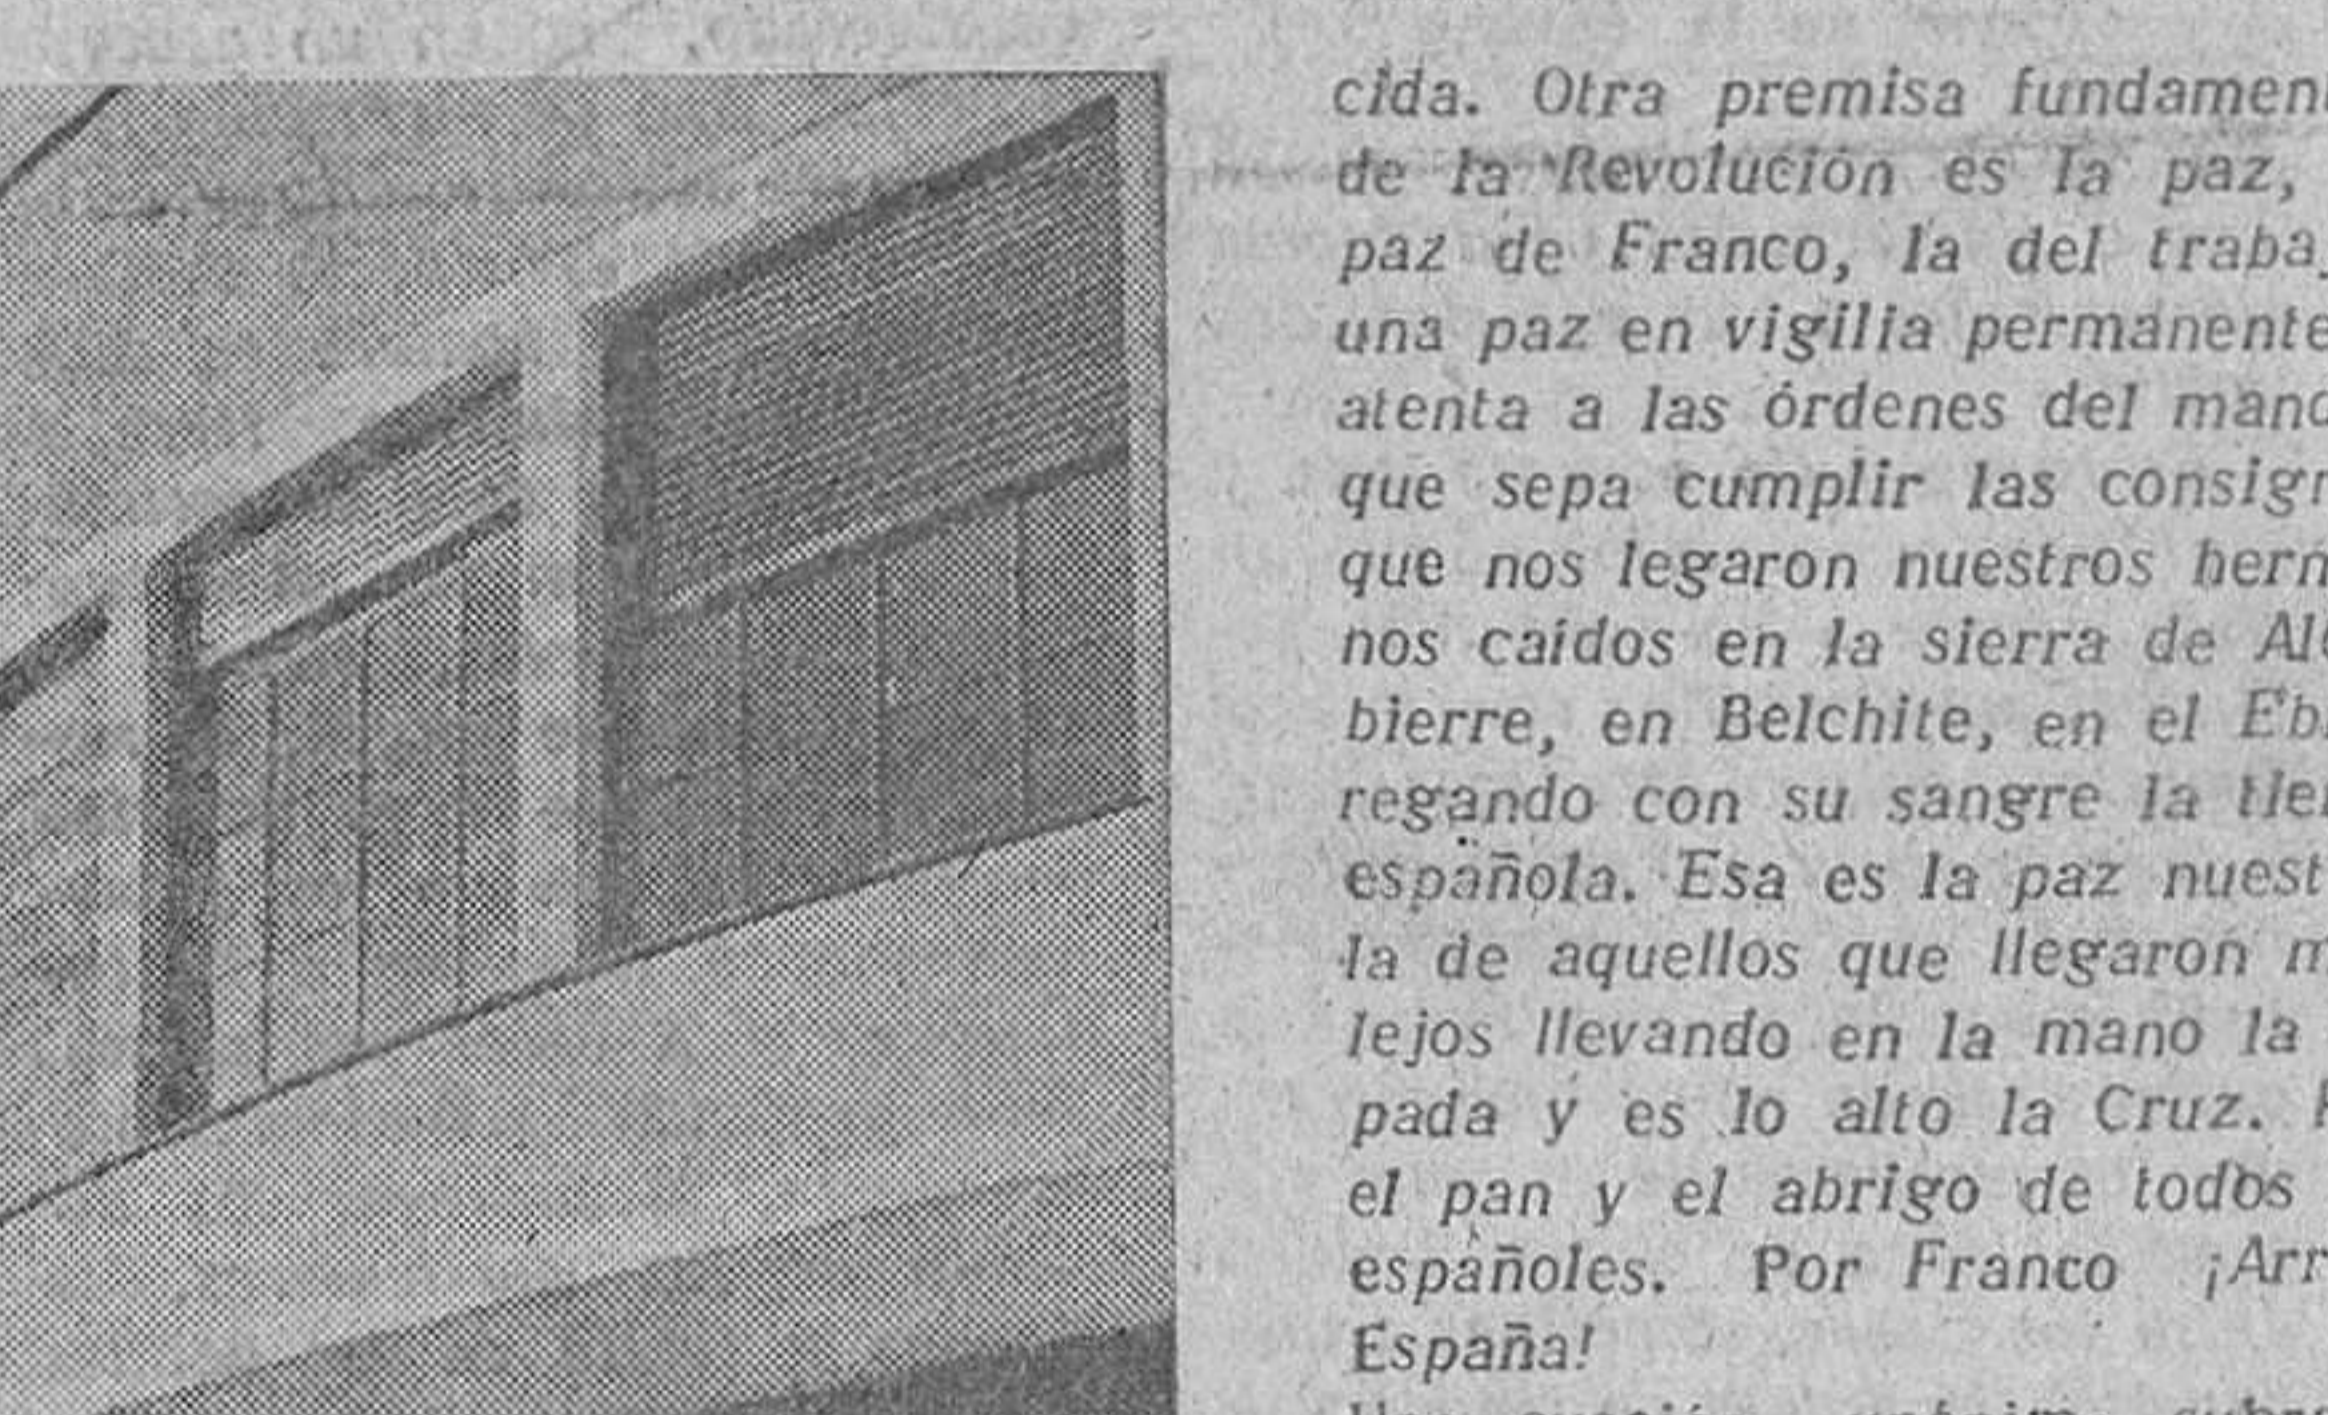 cida. Otra premisa fundamen
de la Revolución es la paz,
paz de Franco, la del traba
una paz en vigilia permanente
atenta a las órdenes del mand
que sepa cumplir las consign
que nos legaron nuestros herm
nos caídos en la sierra de Alc
bierre, en Belchite, en el Eb
regando con su sangre la tier
española. Esa es la paz nuest
la de aquellos que llegaron m
lejos llevando en la mano la
pada y es lo alto la Cruz.
el pan y el abrigo de todos
españoles. Por Franco ¡Arr
España!